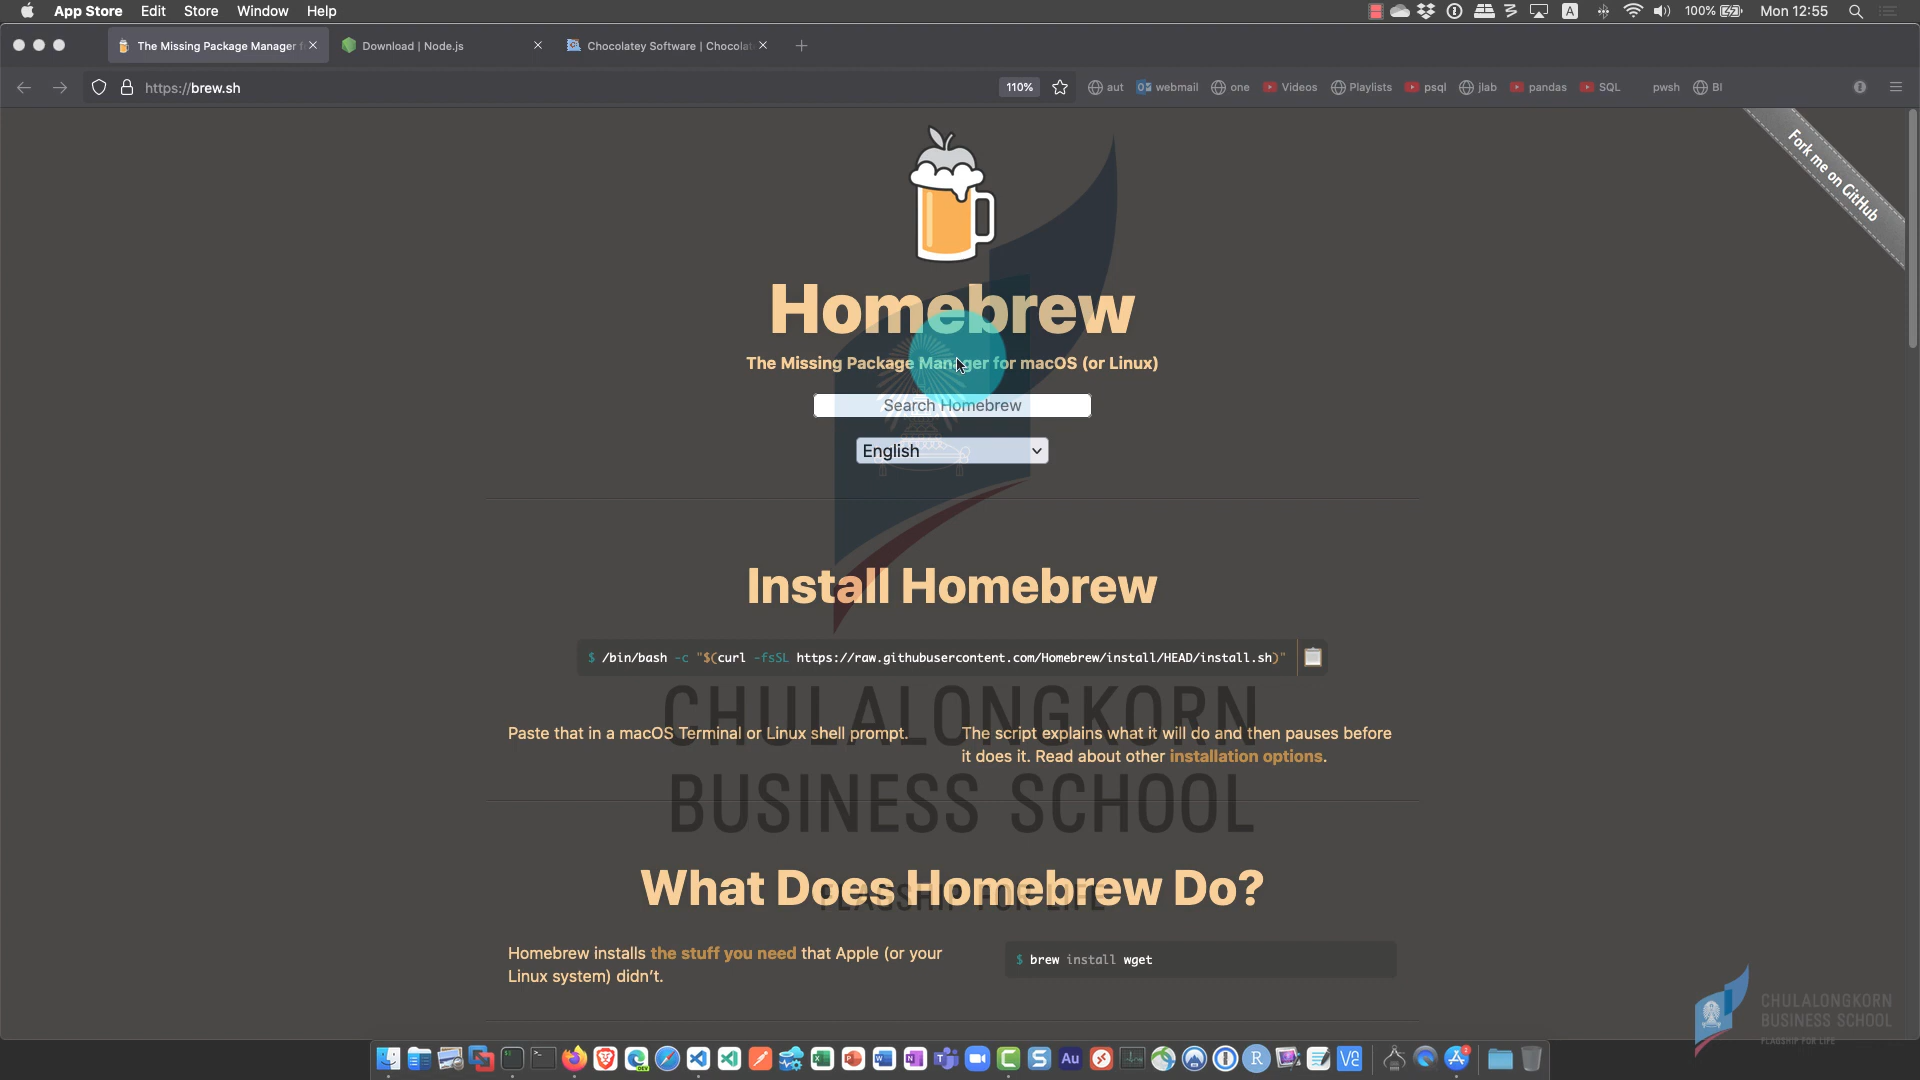 App Store Edit Store Window Help
100% Mon 12:55
The Missing Package Manager f
Download | Node.js
Chocolatey Software | Chocolat
https://brew.sh
110%
aut webmail one Videos Playlists psql jlab pandas SQL pwsh BI
Fork me on GitHub
Homebrew
The Missing Package Manager for macOS (or Linux)
Search Homebrew
English
Install Homebrew
$ /bin/bash -c "$(curl -fsSL https://raw.githubusercontent.com/Homebrew/install/HEAD/install.sh)"
Paste that in a macOS Terminal or Linux shell prompt.
The script explains what it will do and then pauses before
it does it. Read about other installation options.
CHULALONGKORN
BUSINESS SCHOOL
FLAGSHIP FOR LIFE
What Does Homebrew Do?
Homebrew installs the stuff you need that Apple (or your
Linux system) didn't.
$ brew install wget
CHULALONGKORN
BUSINESS SCHOOL
FLAGSHIP FOR LIFE